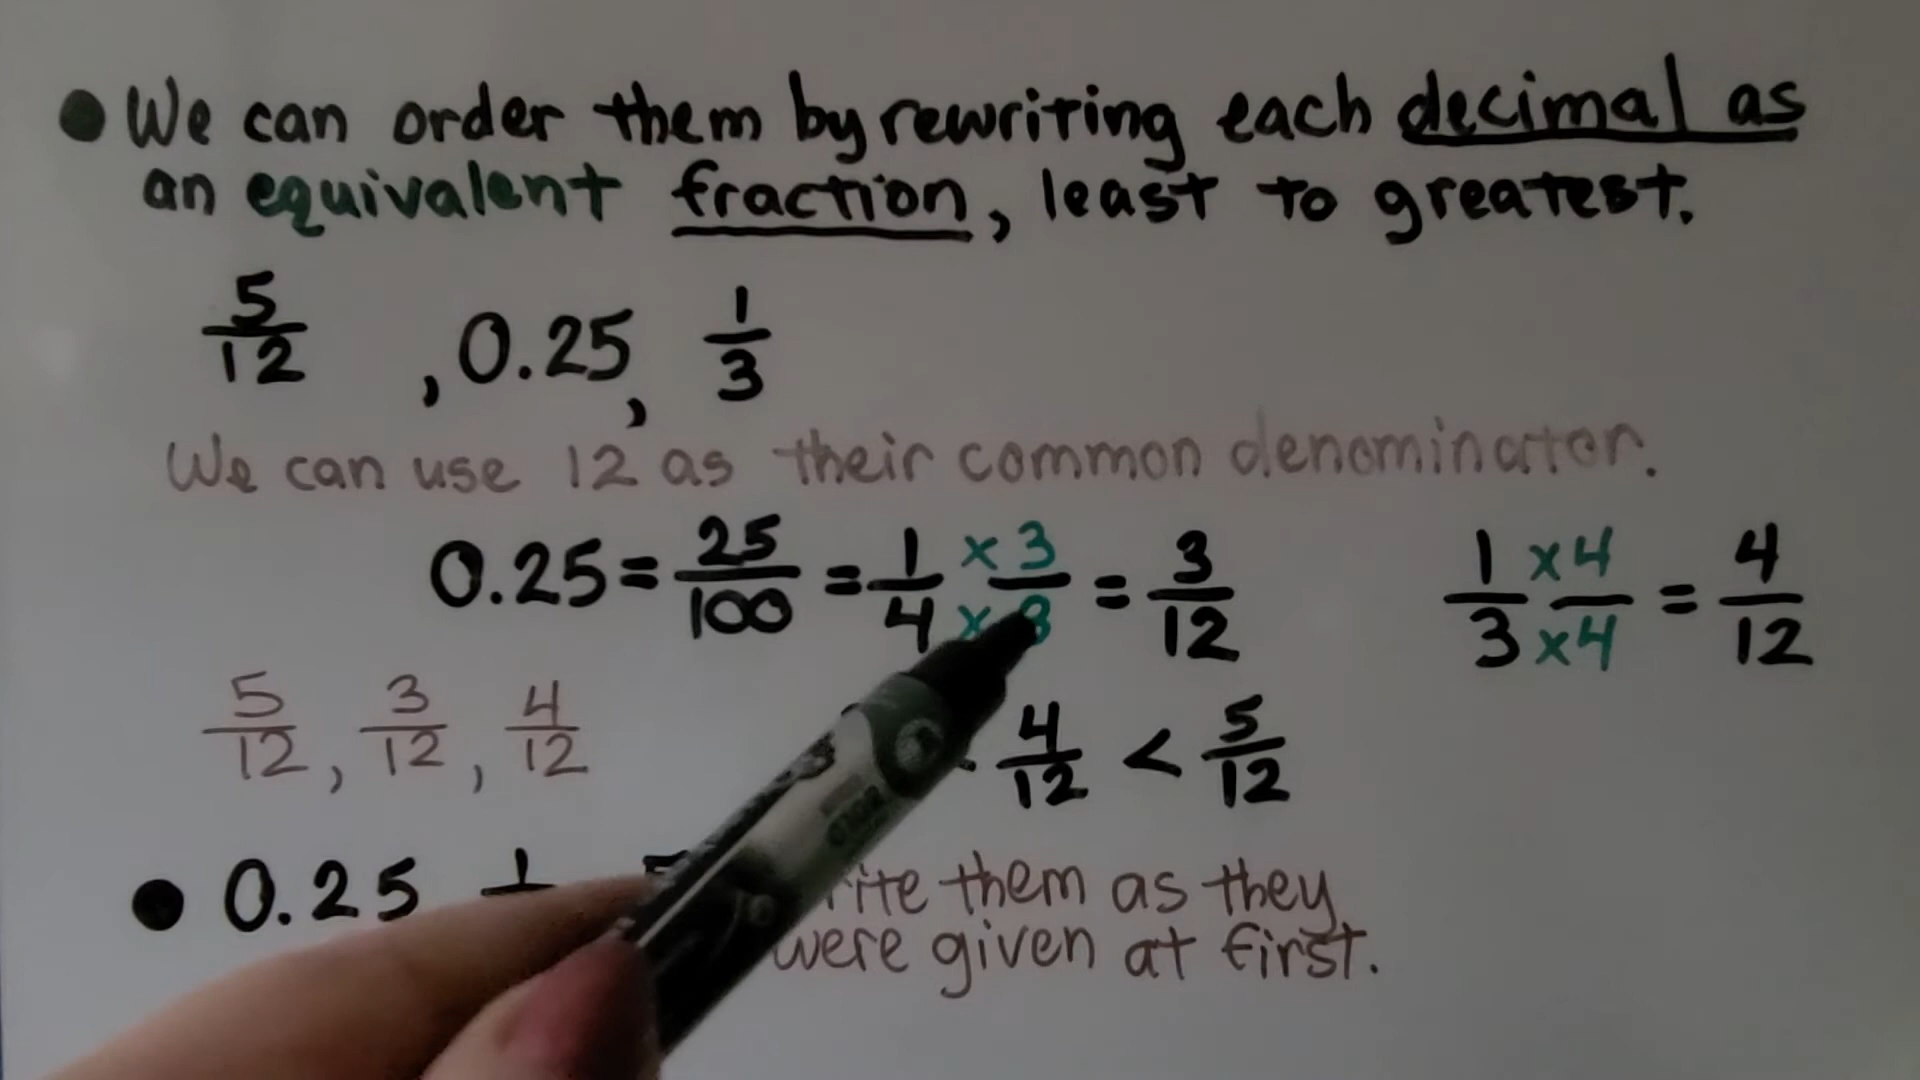 ● We can order them by rewriting each decimal as
an equivalent fraction, least to greatest.
5/12 , 0.25, 1/3
We can use 12 as their common denominator.
0.25 = 25/100 = 1/4 ×3/×3 = 3/12 1/3 ×4/×4 = 4/12
5/12, 3/12, 4/12 4/12 < 5/12
● 0.25 them as they
were given at first.